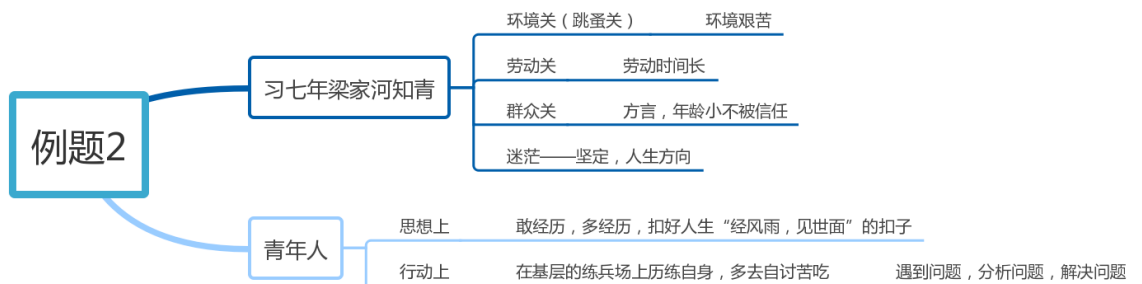 例题2
习七年梁家河知青
环境关（跳蚤关） 环境艰苦
劳动关 劳动时间长
群众关 方言，年龄小不被信任
迷茫——坚定，人生方向
青年人
思想上 敢经历，多经历，扣好人生“经风雨，见世面”的扣子
行动上 在基层的练兵场上历练自身，多去自讨苦吃 遇到问题，分析问题，解决问题